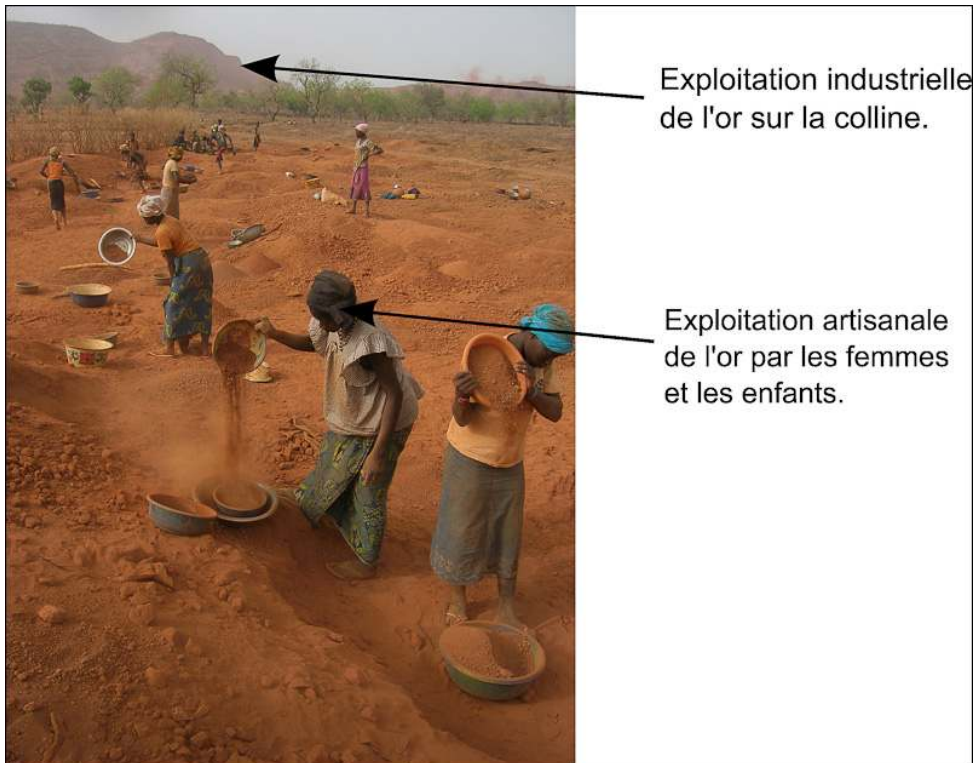 Exploitation industrielle
de l'or sur la colline.
Exploitation artisanale
de l'or par les femmes
et les enfants.